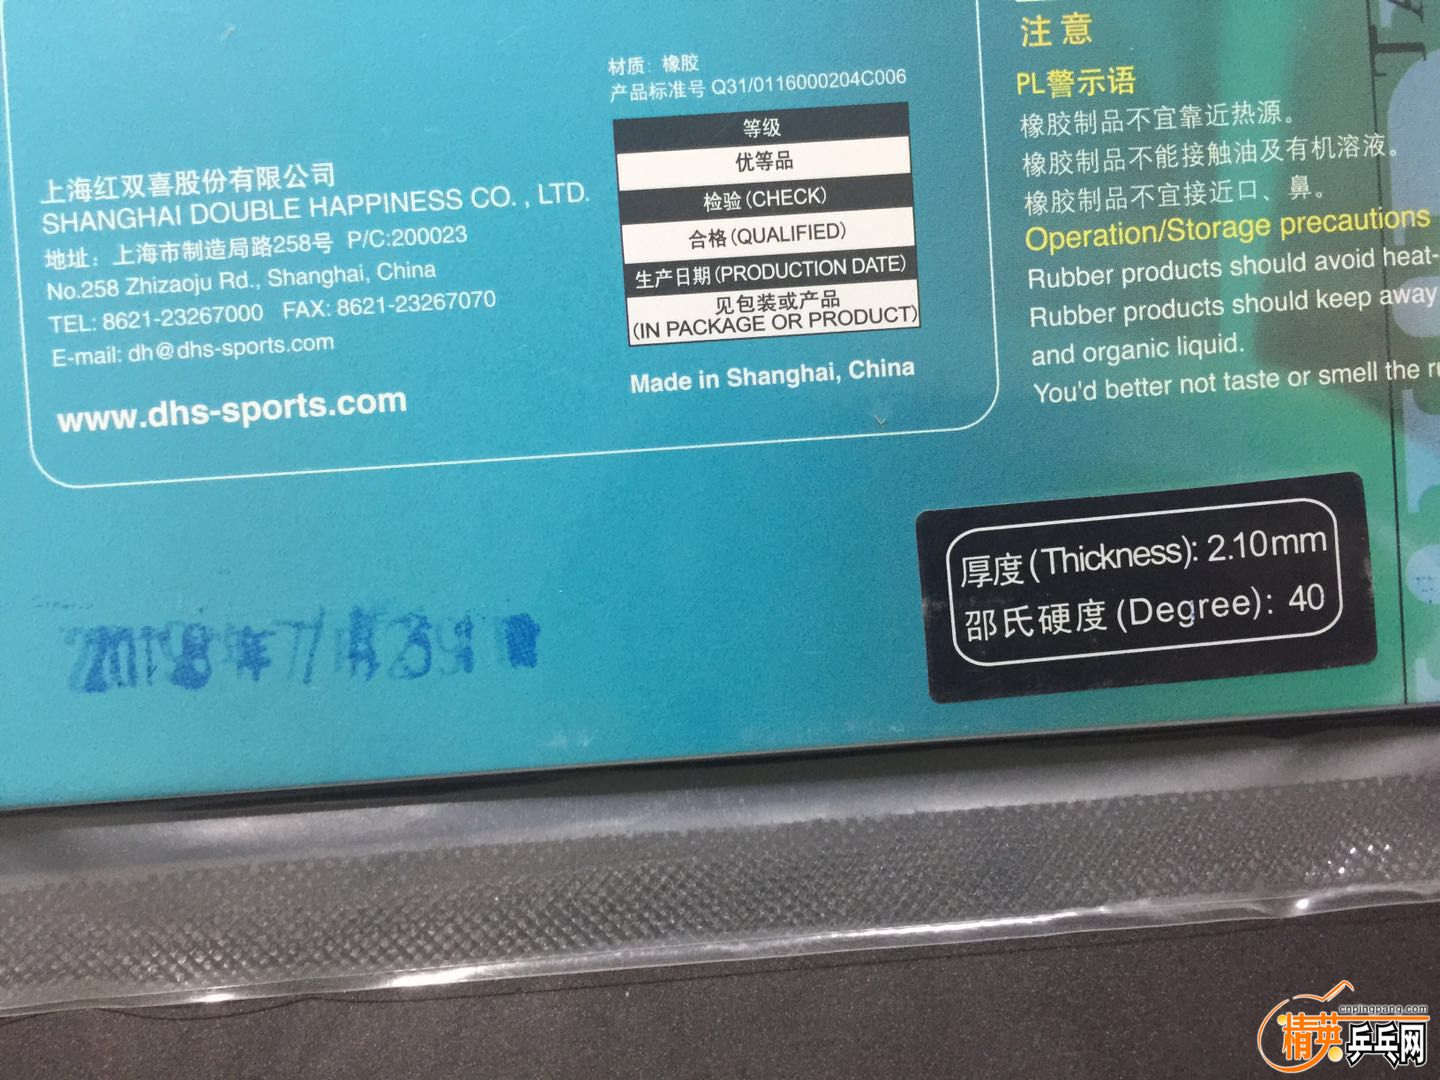 上海红双喜股份有限公司
SHANGHAI DOUBLE HAPPINESS CO. , LTD.
地址：上海市制造局路258号 P/C:200023
No.258 Zhizaoju Rd., Shanghai, China
TEL: 8621-23267000 FAX: 8621-23267070
E-mail: dh@dhs-sports.com
www.dhs-sports.com
材质：橡胶
产品标准号 Q31/0116000204C006
等级
优等品
检验(CHECK)
合格(QUALIFIED)
生产日期(PRODUCTION DATE)
见包装或产品
(IN PACKAGE OR PRODUCT)
Made in Shanghai, China
注意
PL警示语
橡胶制品不宜靠近热源。
橡胶制品不能接触油及有机溶液。
橡胶制品不宜接近口、鼻。
Operation/Storage precautions
Rubber products should avoid heat-
Rubber products should keep away
and organic liquid.
You'd better not taste or smell the
厚度(Thickness): 2.10mm
邵氏硬度(Degree): 40
cnpingpang.com
精英乒乓网